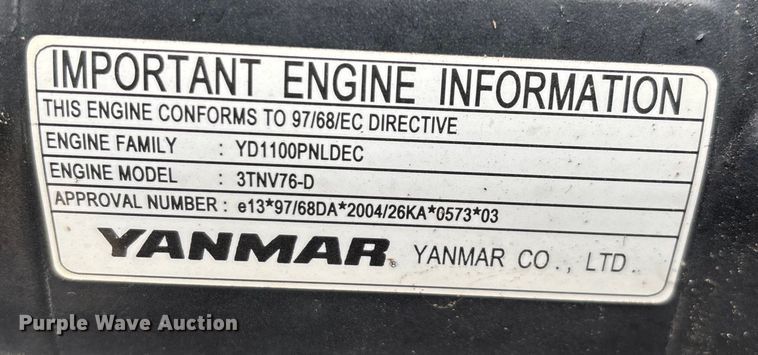 IMPORTANT ENGINE INFORMATION
THIS ENGINE CONFORMS TO 97/68/EC DIRECTIVE
ENGINE FAMILY : YD1100PNLDEC
ENGINE MODEL : 3TNV76-D
APPROVAL NUMBER : e13*97/68DA*2004/26KA*0573*03
YANMAR® YANMAR CO., LTD.
Purple Wave Auction